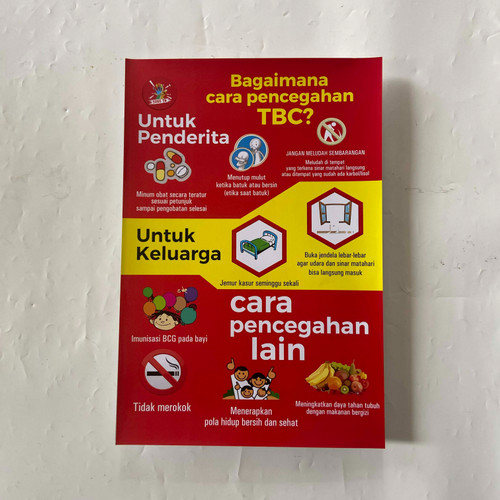 Bagaimana
cara pencegahan
TBC?
Untuk
Penderita
Minum obat secara teratur
sesuai petunjuk
sampai pengobatan selesai
Menutup mulut
ketika batuk atau bersin
(etika saat batuk)
JANGAN MELUDAH SEMBARANGAN
Meludah di tempat
yang terkena sinar matahari langsung
atau ditempat yang sudah ada karbol/lisol
Untuk
Keluarga
Jemur kasur seminggu sekali
Buka jendela lebar-lebar
agar udara dan sinar matahari
bisa langsung masuk
cara
pencegahan
lain
Imunisasi BCG pada bayi
Tidak merokok
Menerapkan
pola hidup bersih dan sehat
Meningkatkan daya tahan tubuh
dengan makanan bergizi